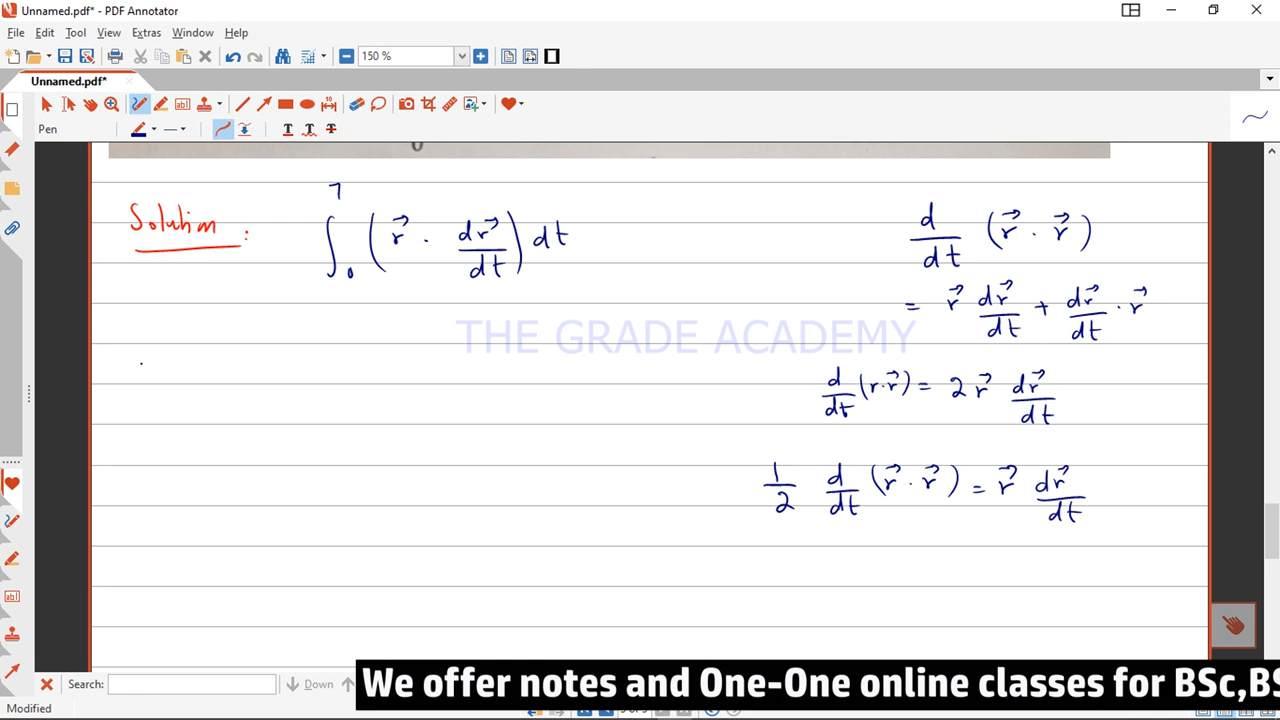 Unnamed.pdf* - PDF Annotator
File Edit Tool View Extras Window Help
150 %
Unnamed.pdf*
Pen
Solution :
∫₀⁷ (r⃗ · dr⃗/dt) dt
d/dt (r⃗ · r⃗)
= r⃗ dr⃗/dt + dr⃗/dt · r⃗
THE GRADE ACADEMY
d/dt (r·r⃗) = 2 r⃗ dr⃗/dt
1/2 d/dt (r⃗ · r⃗) = r⃗ dr⃗/dt
Search: Down
We offer notes and One-One online classes for BSc,BS
Modified